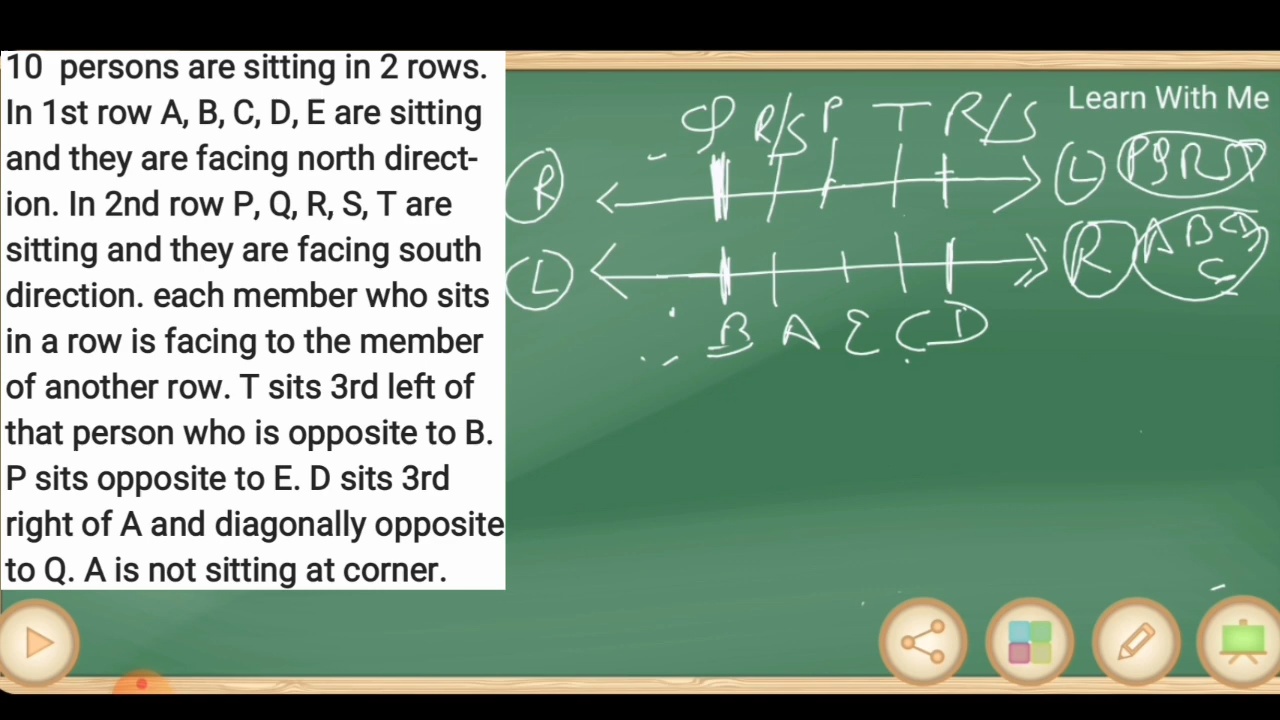 10 persons are sitting in 2 rows.
In 1st row A, B, C, D, E are sitting
and they are facing north direct-
ion. In 2nd row P, Q, R, S, T are
sitting and they are facing south
direction. each member who sits
in a row is facing to the member
of another row. T sits 3rd left of
that person who is opposite to B.
P sits opposite to E. D sits 3rd
right of A and diagonally opposite
to Q. A is not sitting at corner.
Learn With Me
Q R/S P T R/S
R L P Q R S T
L R A B C D
B A E C D